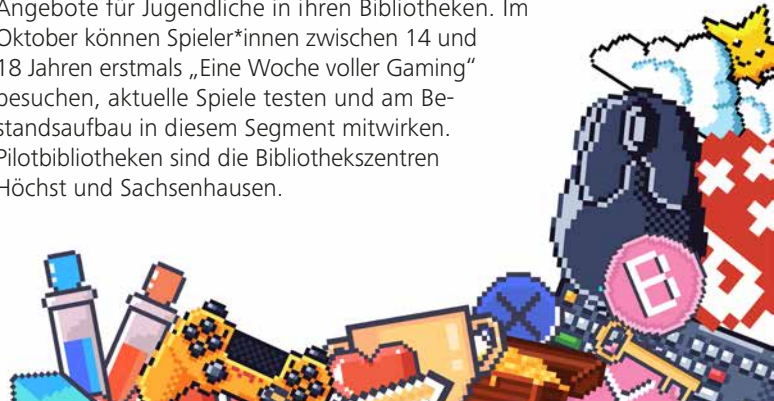 Angebote für Jugendliche in ihren Bibliotheken. Im
Oktober können Spieler*innen zwischen 14 und
18 Jahren erstmals „Eine Woche voller Gaming“
besuchen, aktuelle Spiele testen und am Be-
standsaufbau in diesem Segment mitwirken.
Pilotbibliotheken sind die Bibliothekszentren
Höchst und Sachsenhausen.
B